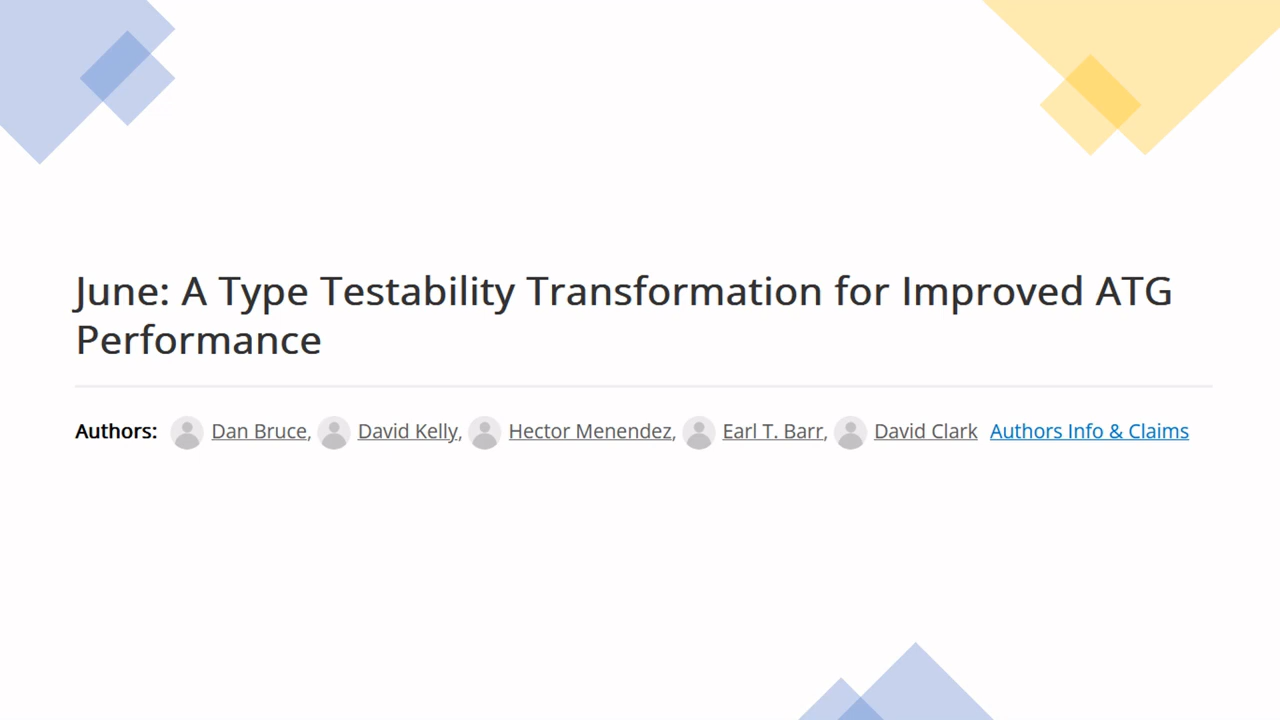 June: A Type Testability Transformation for Improved ATG
Performance
Authors: Dan Bruce, David Kelly, Hector Menendez, Earl T. Barr, David Clark Authors Info & Claims